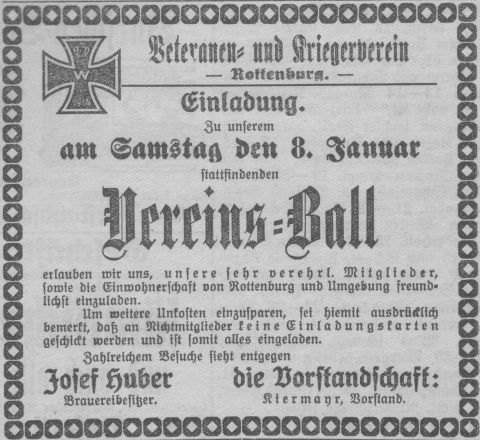 W
1914
Veteranen- und Kriegerverein
— Rottenburg. —
Einladung.
Zu unserem
am Samstag den 8. Januar
stattfindenden
Vereins-Ball
erlauben wir uns, unsere sehr verehrl. Mitglieder,
sowie die Einwohnerschaft von Rottenburg und Umgebung freund-
lichst einzuladen.
Um weitere Unkosten einzusparen, sei hiemit ausdrücklich
bemerkt, daß an Nichtmitglieder keine Einladungskarten
geschickt werden und ist somit alles eingeladen.
Zahlreichem Besuche sieht entgegen
Josef Huber die Vorstandschaft:
Brauereibesitzer. Kiermayr, Vorstand.